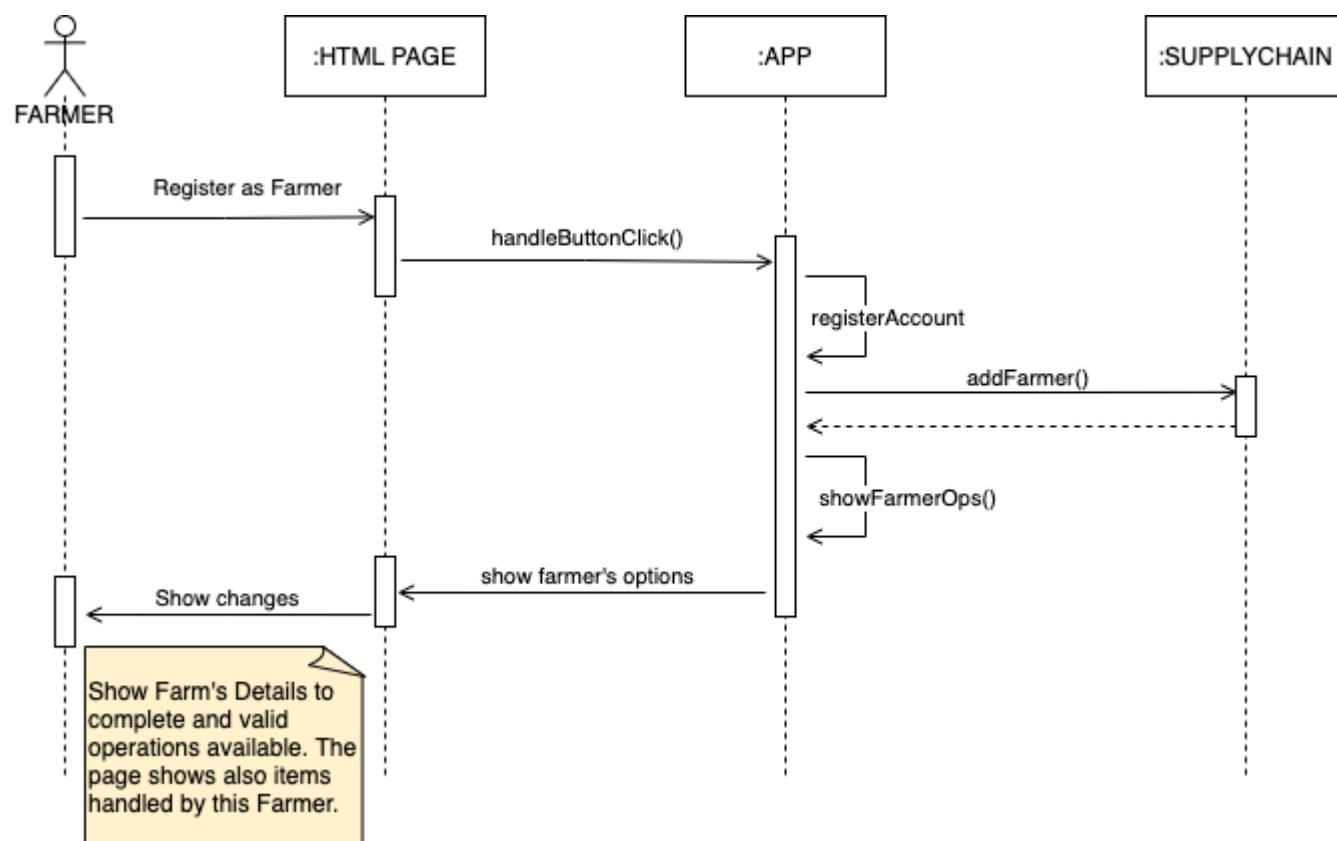 :HTML PAGE
:APP
:SUPPLYCHAIN
FARMER
Register as Farmer
handleButtonClick()
registerAccount
addFarmer()
showFarmerOps()
show farmer's options
Show changes
Show Farm's Details to
complete and valid
operations available. The
page shows also items
handled by this Farmer.